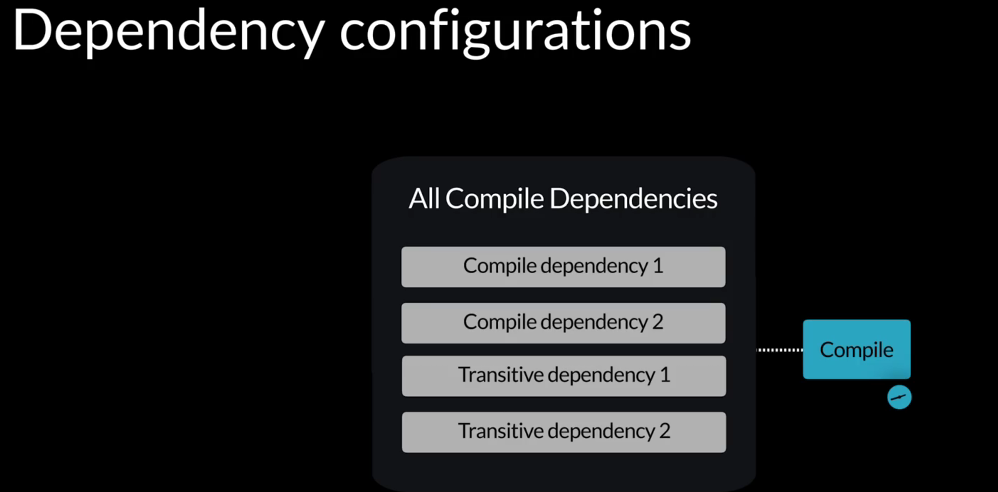 Dependency configurations
All Compile Dependencies
Compile dependency 1
Compile dependency 2
Transitive dependency 1
Transitive dependency 2
Compile